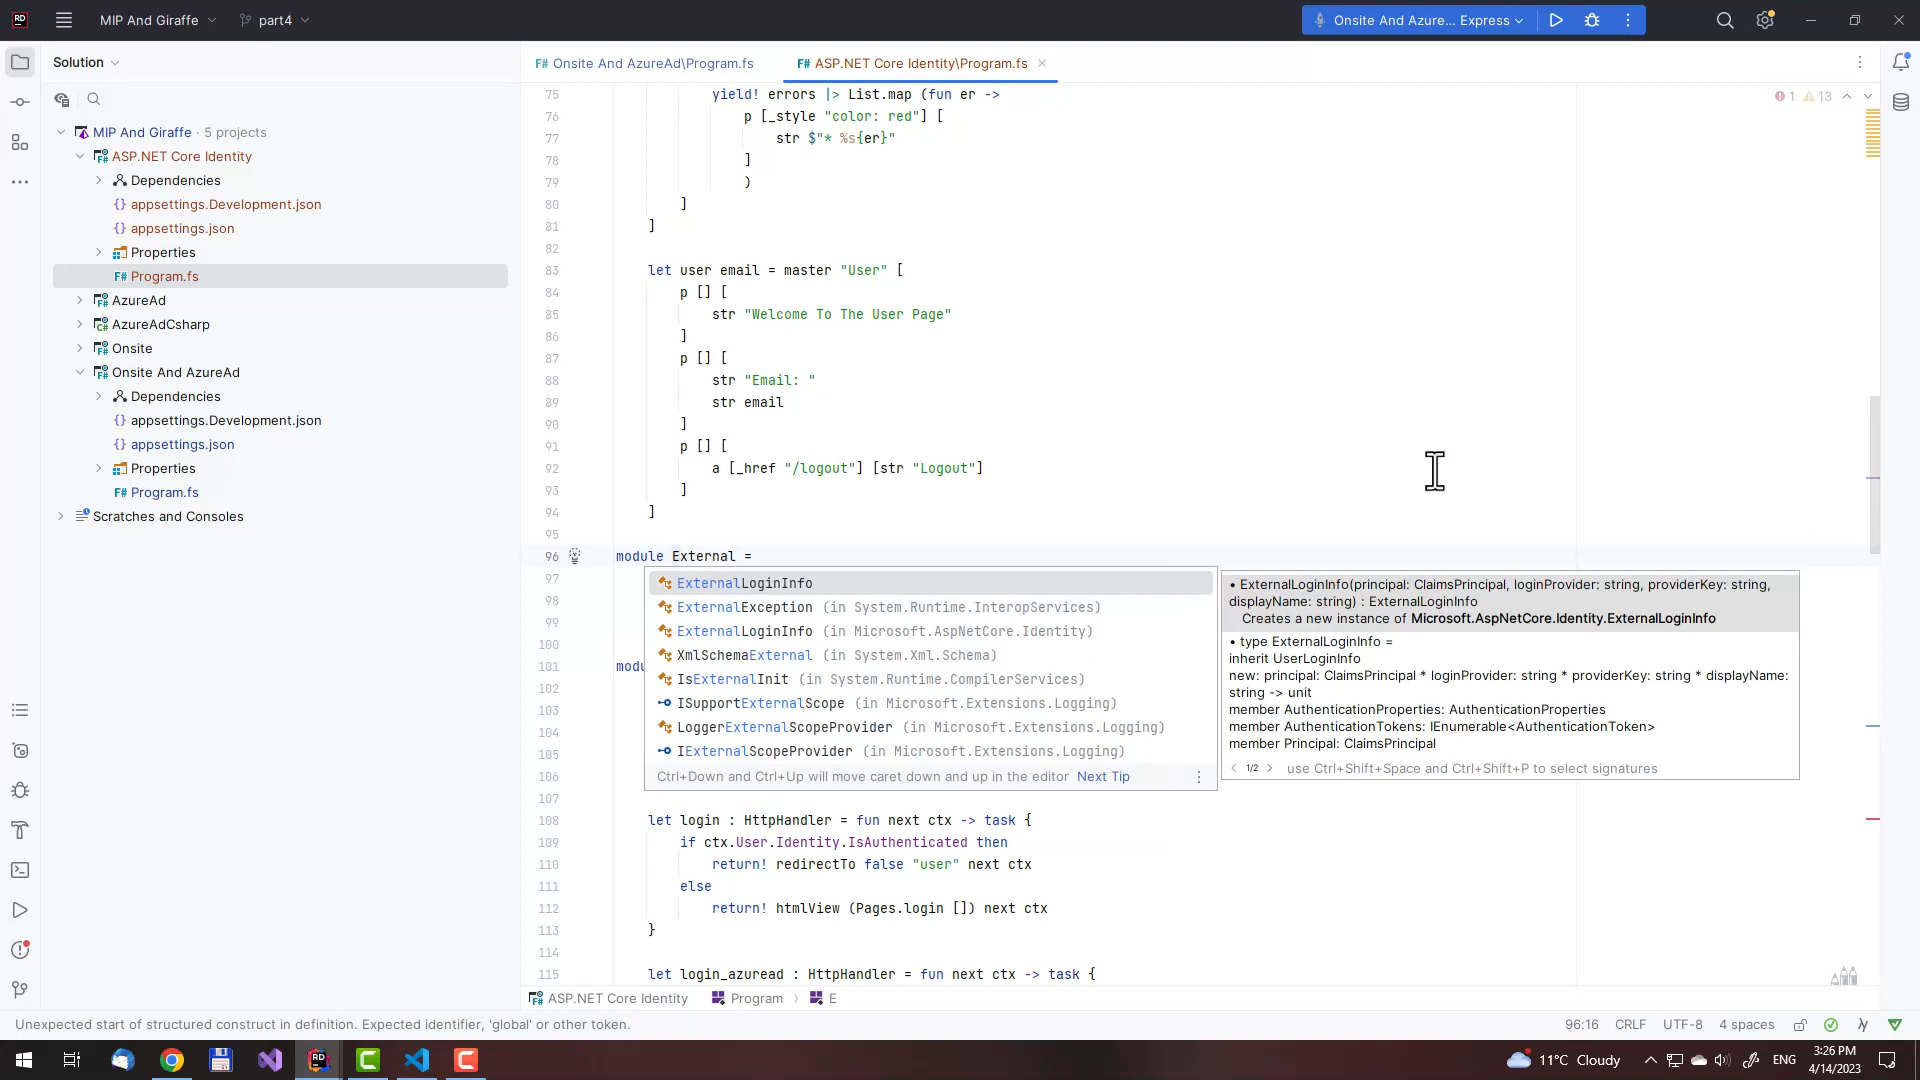 RD MIP And Giraffe part4 Onsite And Azure... Express
Solution
F# Onsite And AzureAd\Program.fs F# ASP.NET Core Identity\Program.fs
MIP And Giraffe · 5 projects
ASP.NET Core Identity
Dependencies
{} appsettings.Development.json
{} appsettings.json
Properties
F# Program.fs
AzureAd
AzureAdCsharp
Onsite
Onsite And AzureAd
Dependencies
{} appsettings.Development.json
{} appsettings.json
Properties
F# Program.fs
Scratches and Consoles
1 13
75 yield! errors |> List.map (fun er ->
76 p [_style "color: red"] [
77 str $"* %s{er}"
78 ]
79 )
80 ]
81 ]
82
83 let user email = master "User" [
84 p [] [
85 str "Welcome To The User Page"
86 ]
87 p [] [
88 str "Email: "
89 str email
90 ]
91 p [] [
92 a [_href "/logout"] [str "Logout"]
93 ]
94 ]
95
96 module External =
97
98
99
100
101 modu
102
103
104
105
106
107
108 let login : HttpHandler = fun next ctx -> task {
109 if ctx.User.Identity.IsAuthenticated then
110 return! redirectTo false "user" next ctx
111 else
112 return! htmlView (Pages.login []) next ctx
113 }
114
115 let login_azuread : HttpHandler = fun next ctx -> task {
ExternalLoginInfo
ExternalException (in System.Runtime.InteropServices)
ExternalLoginInfo (in Microsoft.AspNetCore.Identity)
XmlSchemaExternal (in System.Xml.Schema)
IsExternalInit (in System.Runtime.CompilerServices)
ISupportExternalScope (in Microsoft.Extensions.Logging)
LoggerExternalScopeProvider (in Microsoft.Extensions.Logging)
IExternalScopeProvider (in Microsoft.Extensions.Logging)
Ctrl+Down and Ctrl+Up will move caret down and up in the editor Next Tip
• ExternalLoginInfo(principal: ClaimsPrincipal, loginProvider: string, providerKey: string,
displayName: string) : ExternalLoginInfo
Creates a new instance of Microsoft.AspNetCore.Identity.ExternalLoginInfo
• type ExternalLoginInfo =
inherit UserLoginInfo
new: principal: ClaimsPrincipal * loginProvider: string * providerKey: string * displayName:
string -> unit
member AuthenticationProperties: AuthenticationProperties
member AuthenticationTokens: IEnumerable<AuthenticationToken>
member Principal: ClaimsPrincipal
< 1/2 > use Ctrl+Shift+Space and Ctrl+Shift+P to select signatures
ASP.NET Core Identity Program E
Unexpected start of structured construct in definition. Expected identifier, 'global' or other token. 96:16 CRLF UTF-8 4 spaces
RD 11°C Cloudy ENG 3:26 PM
4/14/2023